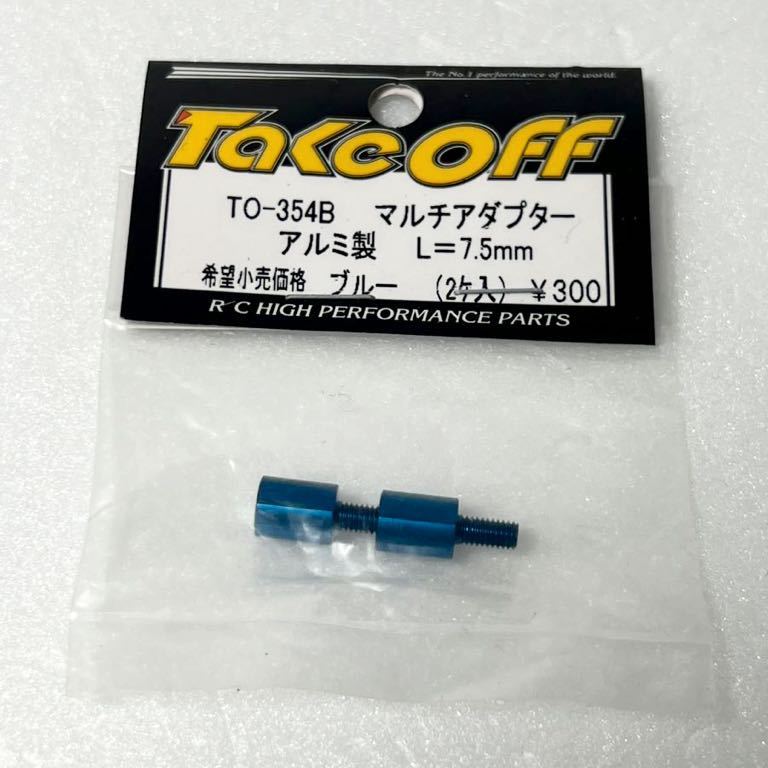 The No.1 performance of the world.
TaKeOFF
TO-354B マルチアダプター
アルミ製 L=7.5mm
希望小売価格 ブルー (2ケ入) ¥300
R/C HIGH PERFORMANCE PARTS